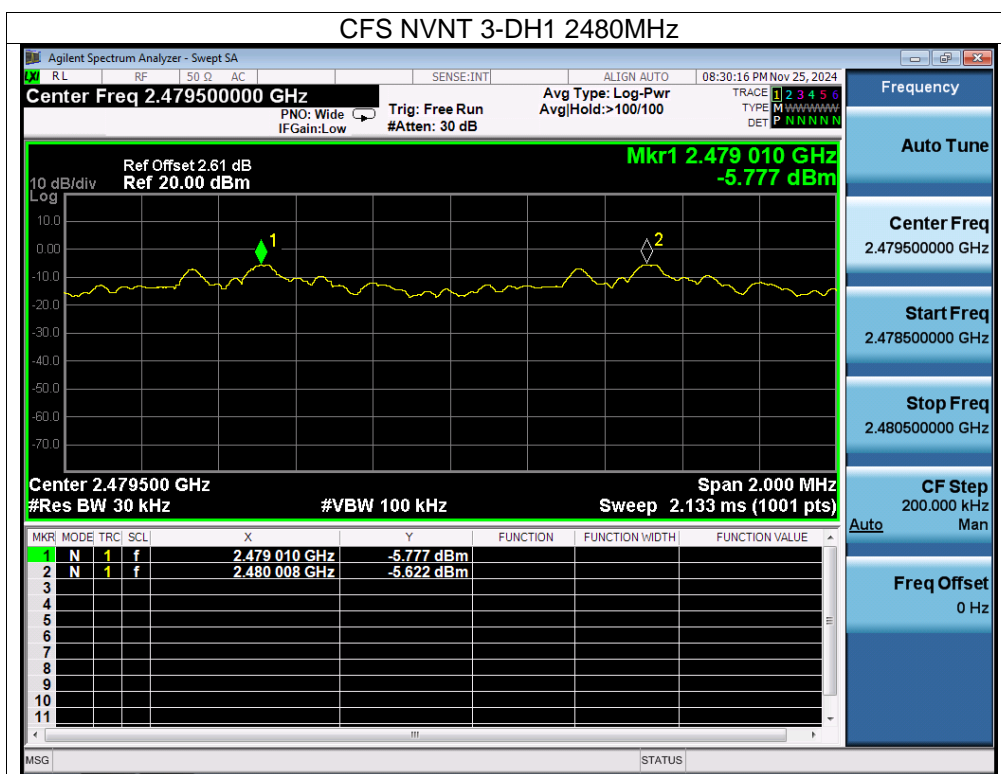 CFS NVNT 3-DH1 2480MHz
Agilent Spectrum Analyzer - Swept SA
LXI RL RF 50 Ω AC SENSE:INT ALIGN AUTO 08:30:16 PM Nov 25, 2024
Center Freq 2.479500000 GHz
PNO: Wide
IFGain:Low
Trig: Free Run
#Atten: 30 dB
Avg Type: Log-Pwr
Avg|Hold:>100/100
TRACE 1 2 3 4 5 6
TYPE M WWWWW
DET P N N N N N
Mkr1 2.479 010 GHz
-5.777 dBm
Ref Offset 2.61 dB
10 dB/div Ref 20.00 dBm
Log
10.0
0.00
-10.0
-20.0
-30.0
-40.0
-50.0
-60.0
-70.0
1
2
Center 2.479500 GHz Span 2.000 MHz
#Res BW 30 kHz #VBW 100 kHz Sweep 2.133 ms (1001 pts)
MKR MODE TRC SCL X Y FUNCTION FUNCTION WIDTH FUNCTION VALUE
1 N 1 f 2.479 010 GHz -5.777 dBm
2 N 1 f 2.480 008 GHz -5.622 dBm
3
4
5
6
7
8
9
10
11
MSG STATUS
Frequency
Auto Tune
Center Freq
2.479500000 GHz
Start Freq
2.478500000 GHz
Stop Freq
2.480500000 GHz
CF Step
200.000 kHz
Auto Man
Freq Offset
0 Hz